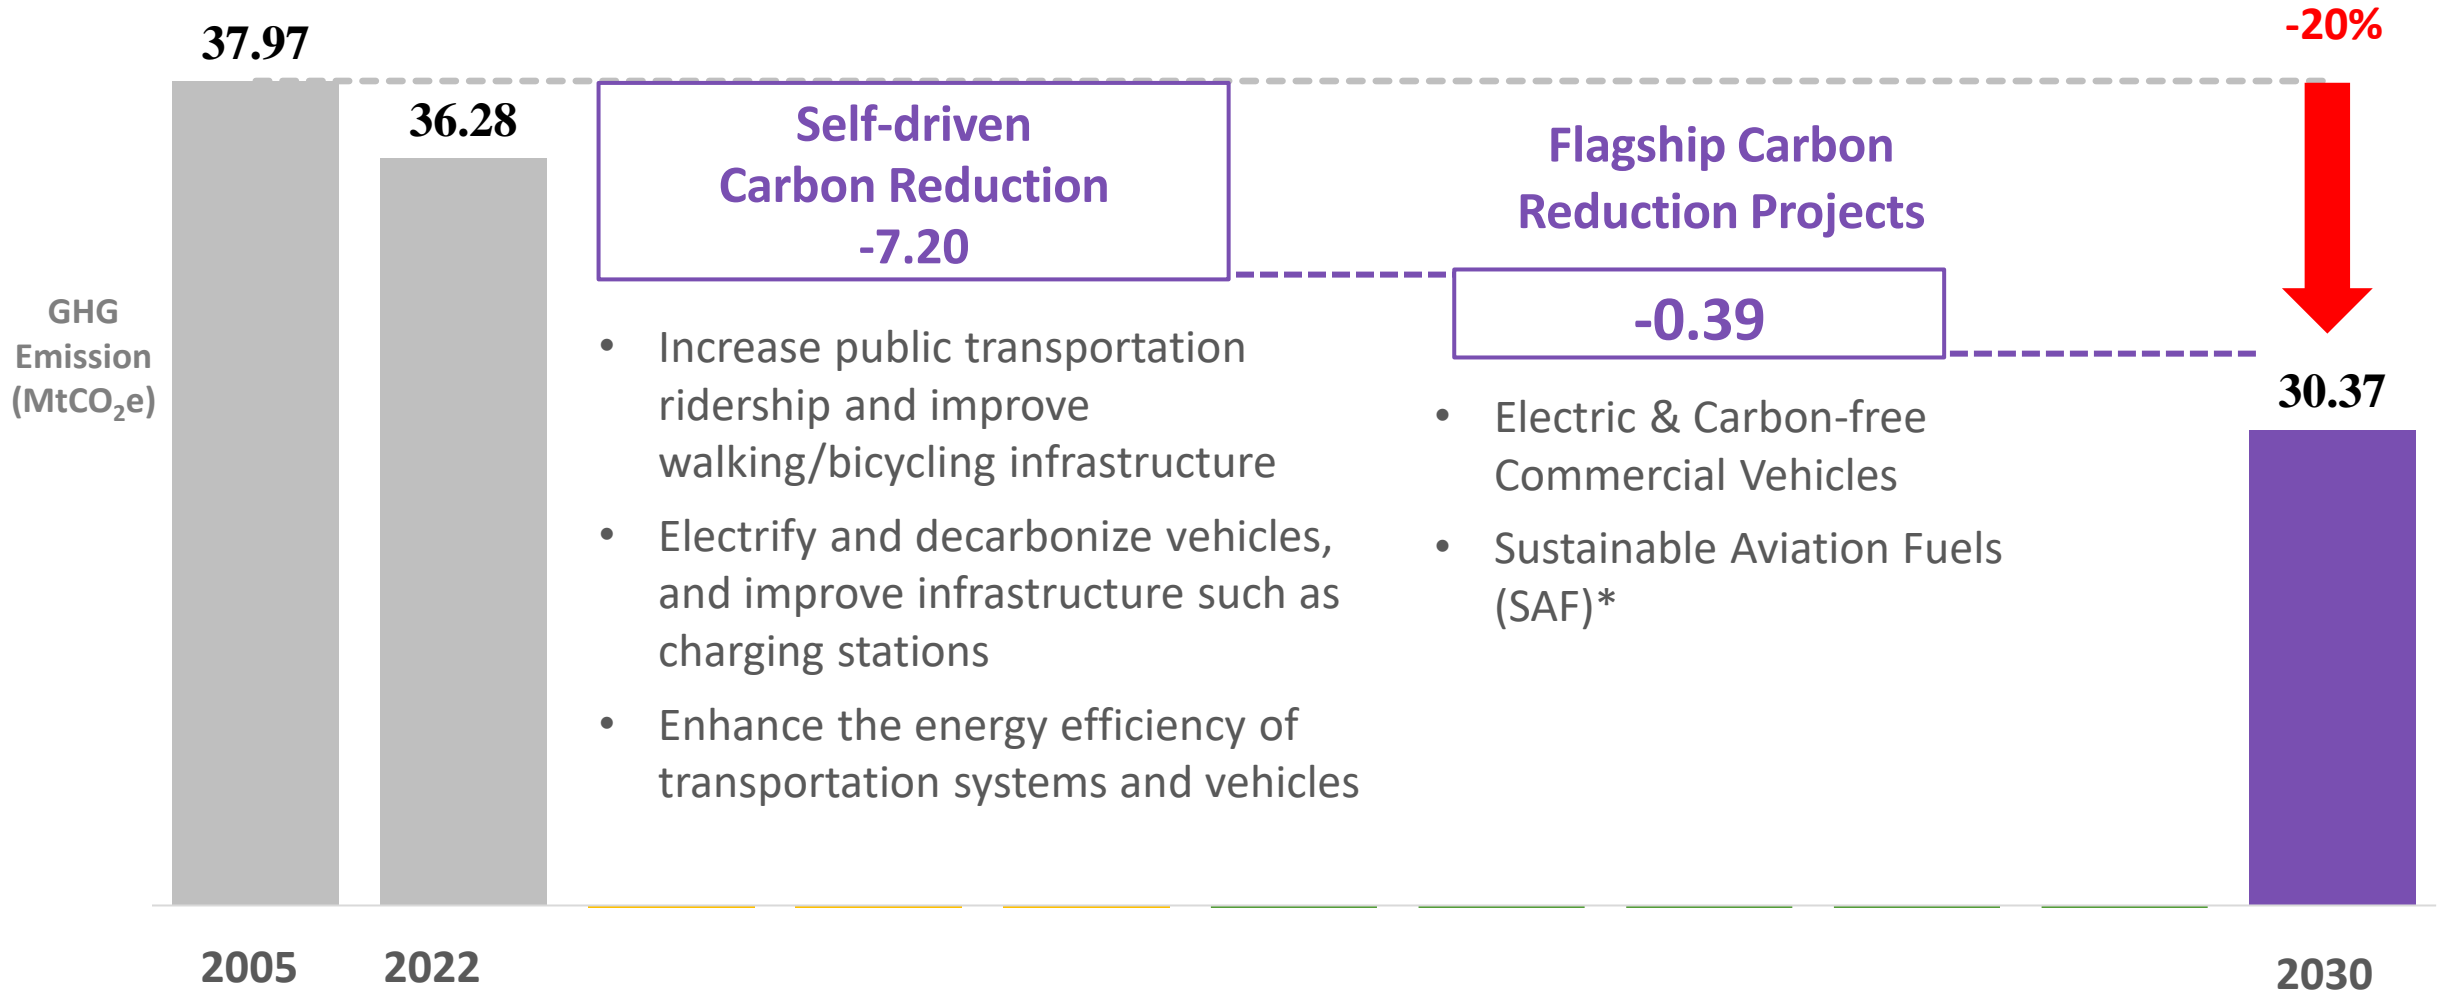 37.97
36.28
-20%
GHG
Emission
(MtCO₂e)
Self-driven
Carbon Reduction
-7.20
• Increase public transportation
ridership and improve
walking/bicycling infrastructure
• Electrify and decarbonize vehicles,
and improve infrastructure such as
charging stations
• Enhance the energy efficiency of
transportation systems and vehicles
Flagship Carbon
Reduction Projects
-0.39
• Electric & Carbon-free
Commercial Vehicles
• Sustainable Aviation Fuels
(SAF)*
30.37
2005
2022
2030